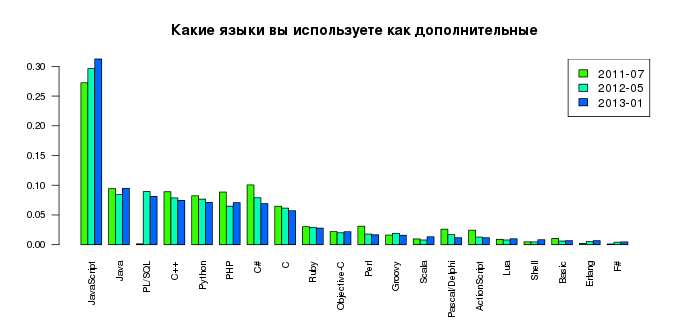 Какие языки вы используете как дополнительные
2011-07
2012-05
2013-01
0.30
0.25
0.20
0.15
0.10
0.05
0.00
JavaScript
Java
PL/SQL
C++
Python
PHP
C#
C
Ruby
Objective-C
Perl
Groovy
Scala
Pascal/Delphi
ActionScript
Lua
Shell
Basic
Erlang
F#